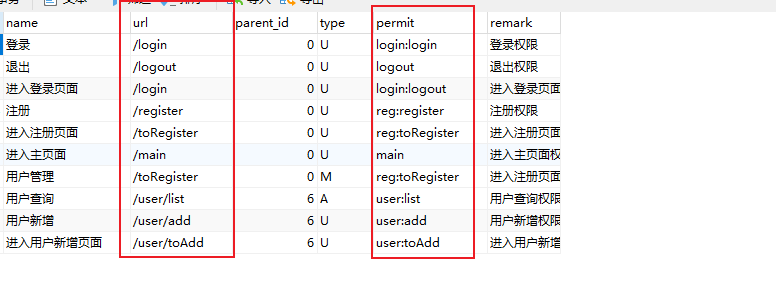 文本
导出
name url parent_id type permit remark
登录 /login 0 U login:login 登录权限
退出 /logout 0 U logout 退出权限
进入登录页面 /login 0 U login:logout 进入登录页面
注册 /register 0 U reg:register 注册权限
进入注册页面 /toRegister 0 U reg:toRegister 进入注册页面
进入主页面 /main 0 U main 进入主页面权
用户管理 /toRegister 0 M reg:toRegister 进入注册页面
用户查询 /user/list 6 A user:list 用户查询权限
用户新增 /user/add 6 U user:add 用户新增权限
进入用户新增页面 /user/toAdd 6 U user:toAdd 进入用户新增